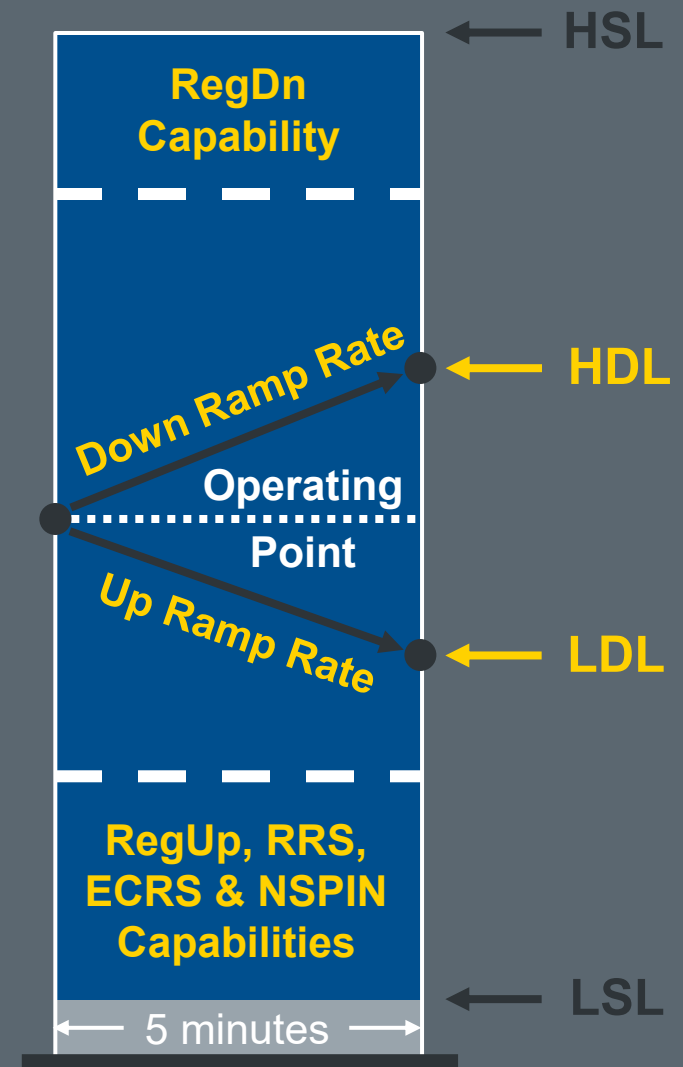 HSL
RegDn
Capability
HDL
Down Ramp Rate
Operating
Point
Up Ramp Rate
LDL
RegUp, RRS,
ECRS & NSPIN
Capabilities
LSL
5 minutes